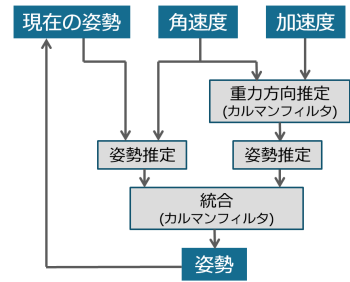 現在の姿勢
角速度
加速度
重力方向推定
(カルマンフィルタ)
姿勢推定
姿勢推定
統合
(カルマンフィルタ)
姿勢